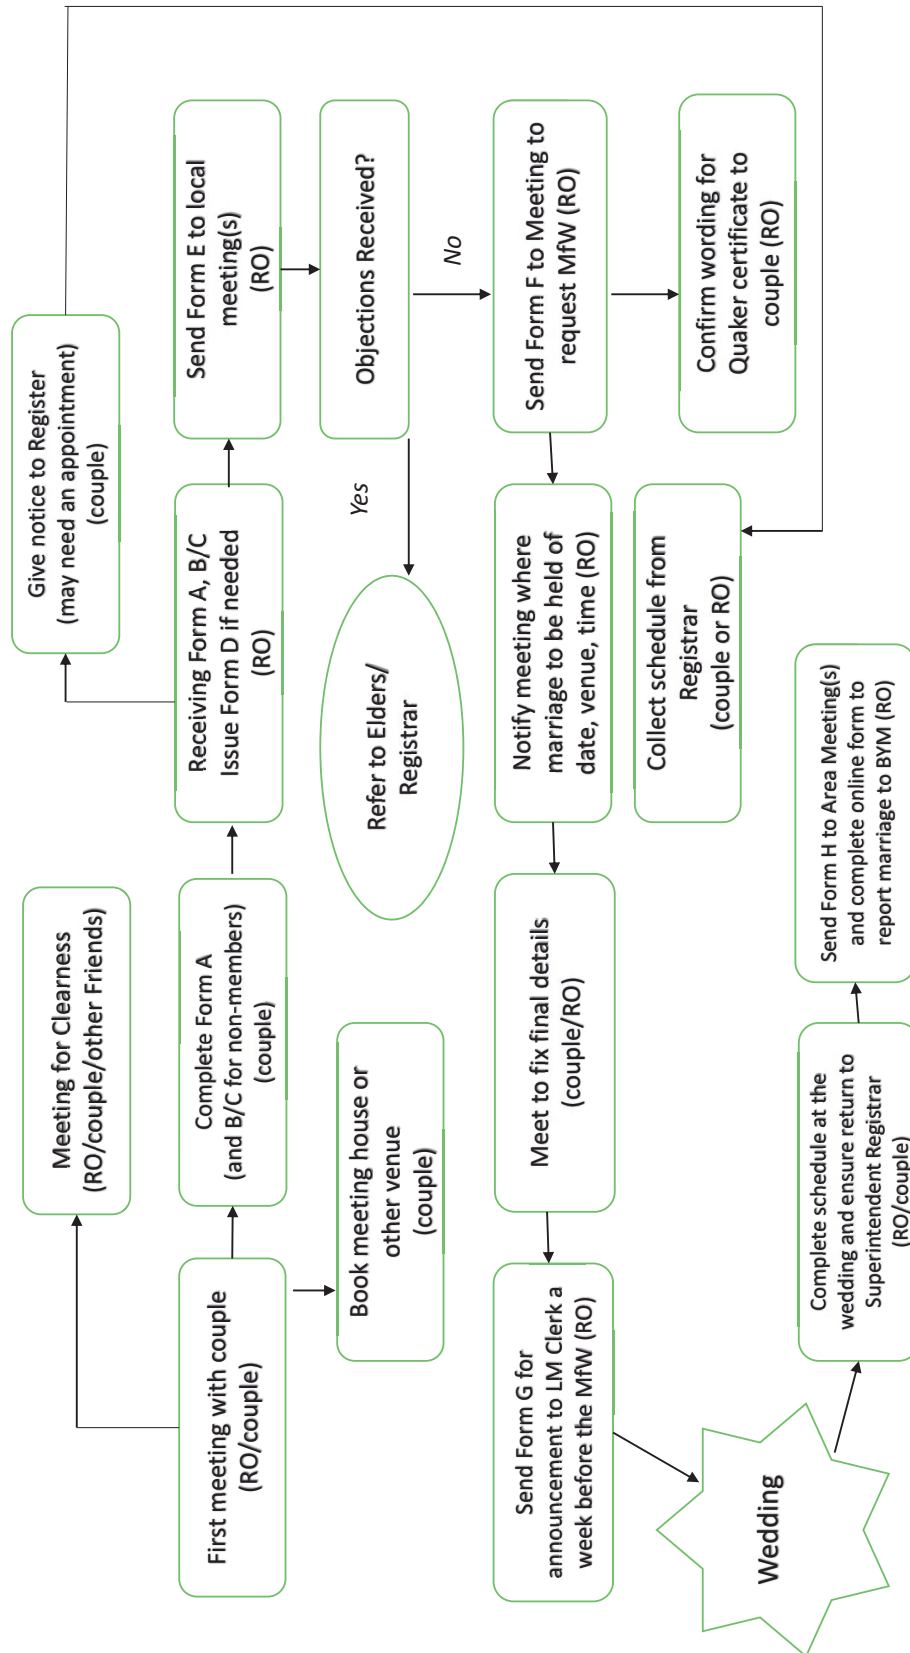 First meeting with couple
(RO/couple)
Meeting for Clearness
(RO/couple/other Friends)
Complete Form A
(and B/C for non-members)
(couple)
Book meeting house or
other venue
(couple)
Receiving Form A, B/C
Issue Form D if needed
(RO)
Give notice to Register
(may need an appointment)
(couple)
Send Form E to local
meeting(s)
(RO)
Objections Received?
Yes
No
Refer to Elders/
Registrar
Send Form F to Meeting to
request MfW (RO)
Confirm wording for
Quaker certificate to
couple (RO)
Notify meeting where
marriage to be held of
date, venue, time (RO)
Collect schedule from
Registrar
(couple or RO)
Meet to fix final details
(couple/RO)
Send Form G for
announcement to LM Clerk a
week before the MfW (RO)
Wedding
Complete schedule at the
wedding and ensure return to
Superintendent Registrar
(RO/couple)
Send Form H to Area Meeting(s)
and complete online form to
report marriage to BYM (RO)